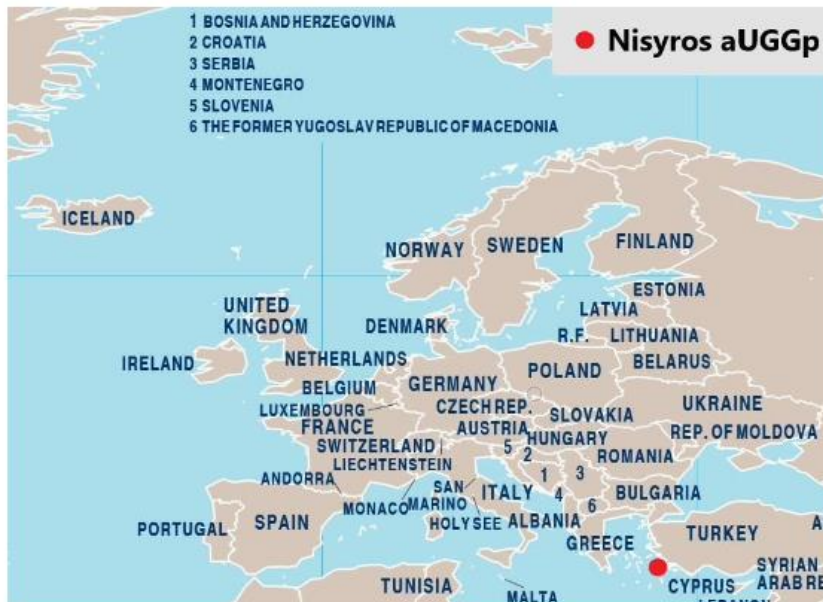 1 BOSNIA AND HERZEGOVINA
2 CROATIA
3 SERBIA
4 MONTENEGRO
5 SLOVENIA
6 THE FORMER YUGOSLAV REPUBLIC OF MACEDONIA
Nisyros aUGGp
ICELAND
NORWAY
SWEDEN
FINLAND
ESTONIA
UNITED
KINGDOM
LATVIA
DENMARK
R.F.
LITHUANIA
IRELAND
NETHERLANDS
BELARUS
POLAND
BELGIUM
GERMANY
LUXEMBOURG
CZECH REP.
SLOVAKIA
UKRAINE
FRANCE
AUSTRIA
REP. OF MOLDOVA
SWITZERLAND
5
HUNGARY
2
LIECHTENSTEIN
ROMANIA
ANDORRA
1
3
SAN
MARINO
ITALY
4
BULGARIA
MONACO
6
PORTUGAL
SPAIN
HOLY SEE
ALBANIA
TURKEY
A
GREECE
SYRIAN
ARAB RE
TUNISIA
CYPRUS
MALTA
LEBANON